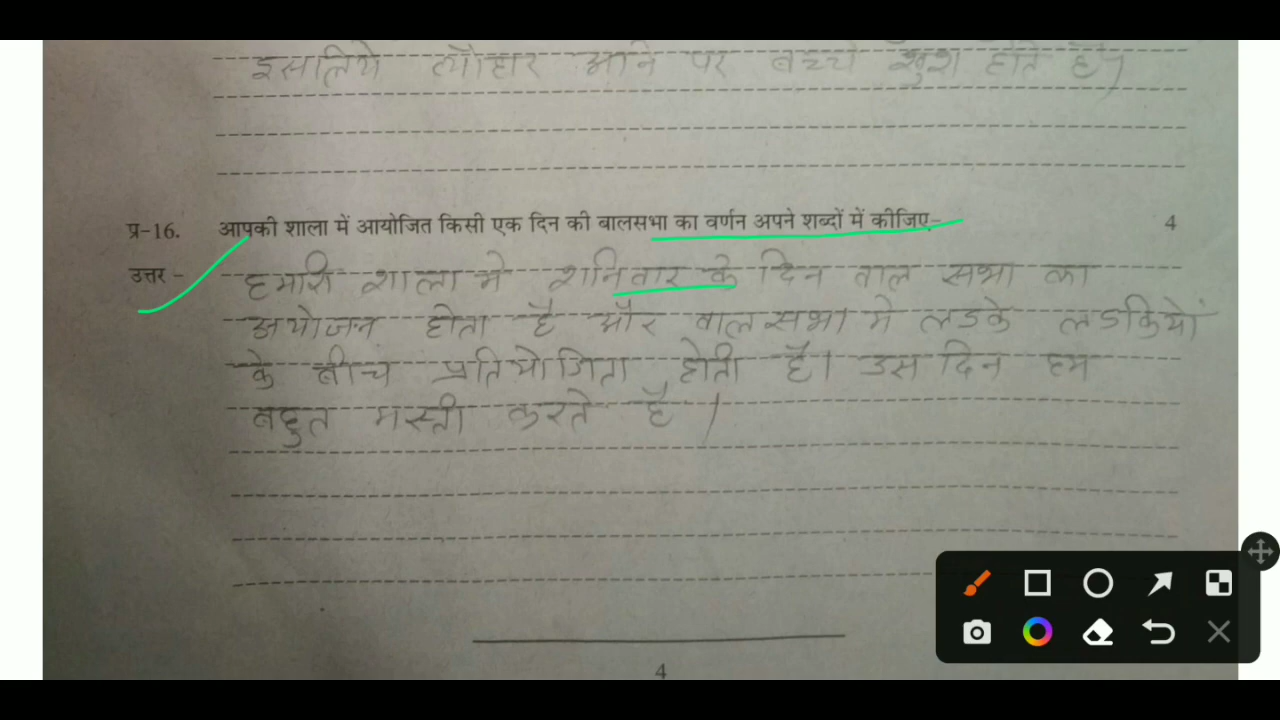 इसलिये त्यौहार आने पर बच्चे खुश होते है।
प्र-16. आपकी शाला में आयोजित किसी एक दिन की बालसभा का वर्णन अपने शब्दों में कीजिए- 4
उत्तर - हमारी शाला मे शनिवार के दिन बाल सभा का
अयोजन होता है और बालसभा मे लडके लडकियों
के बीच प्रतियोगिता होती है। उस दिन हम
बहुत मस्ती करते है ।
4